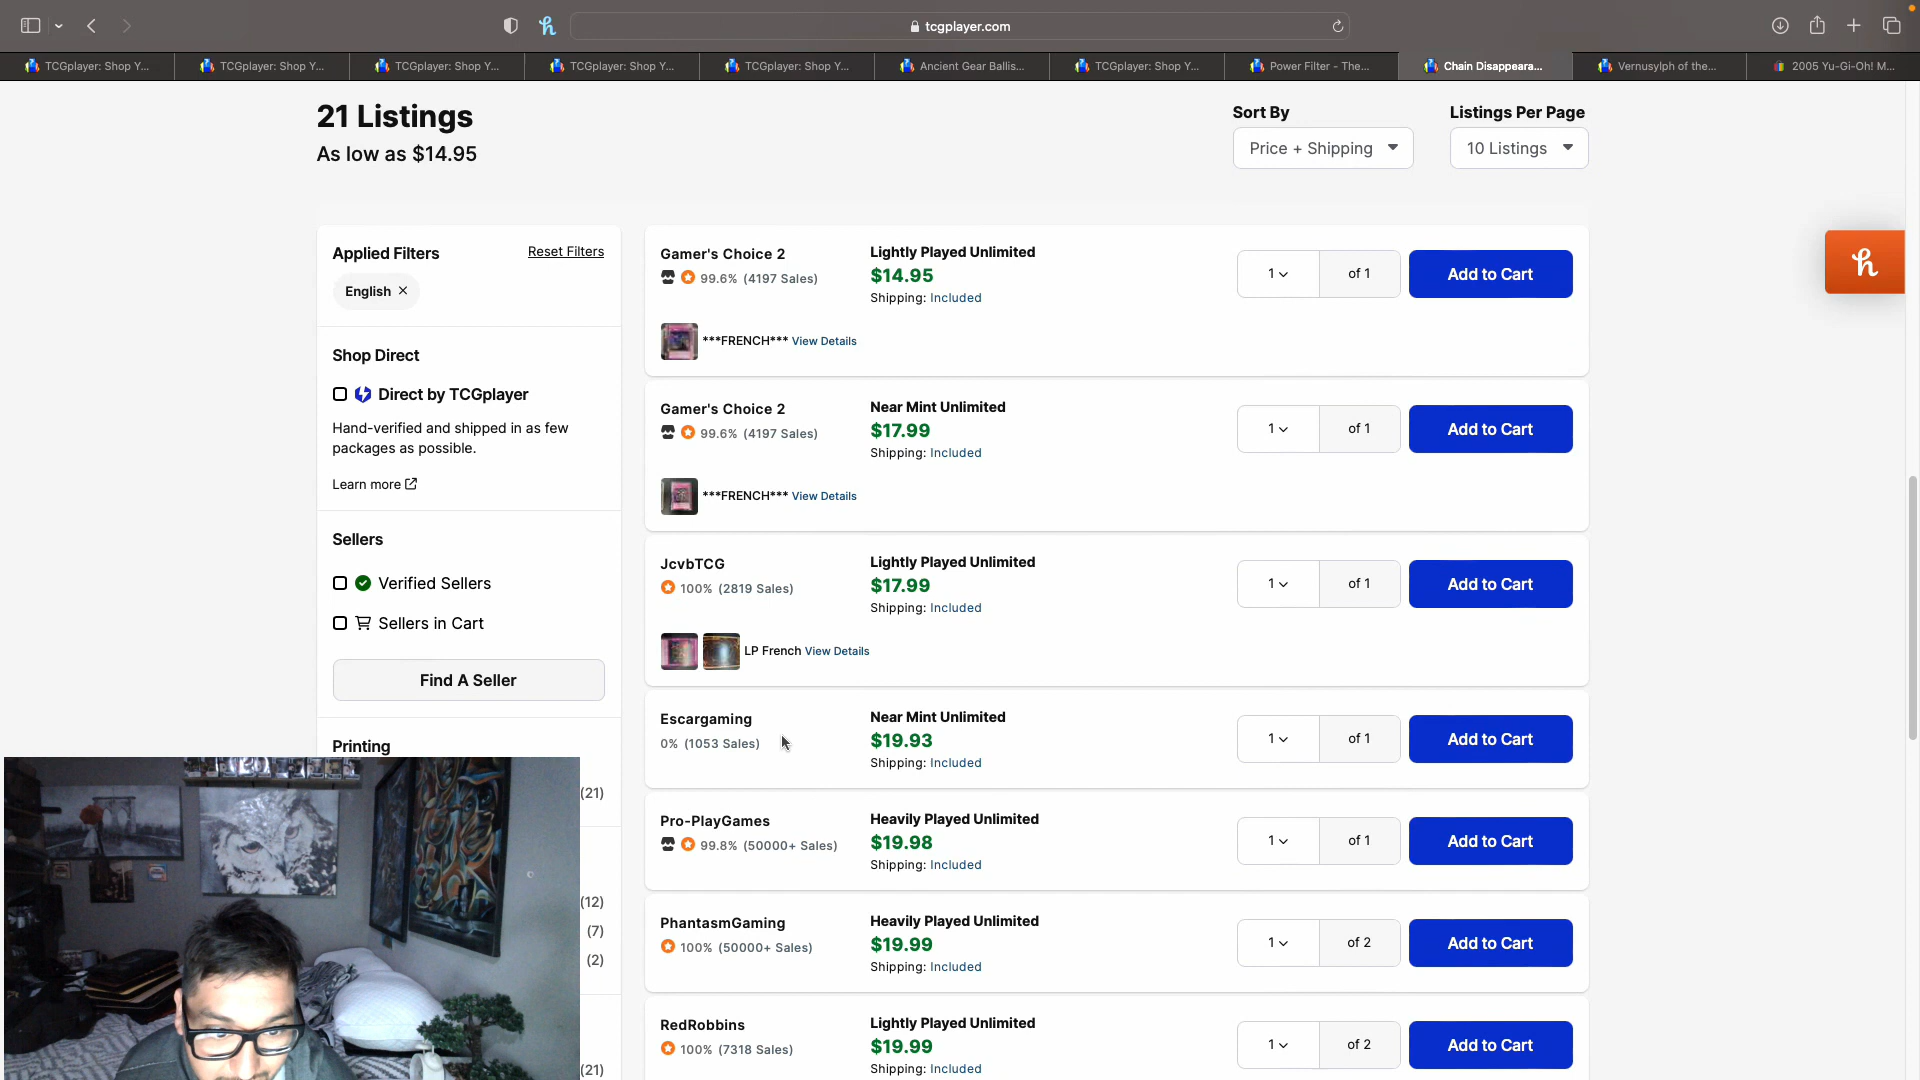 tcgplayer.com
TCGplayer: Shop Y...
TCGplayer: Shop Y...
TCGplayer: Shop Y...
TCGplayer: Shop Y...
TCGplayer: Shop Y...
Ancient Gear Ballis...
TCGplayer: Shop Y...
Power Filter - The...
Chain Disappeara...
Vernusylph of the...
2005 Yu-Gi-Oh! M...
21 Listings
As low as $14.95
Sort By
Price + Shipping
Listings Per Page
10 Listings
Applied Filters
Reset Filters
English
Shop Direct
Direct by TCGplayer
Hand-verified and shipped in as few
packages as possible.
Learn more
Sellers
Verified Sellers
Sellers in Cart
Find A Seller
Printing
(21)
(12)
(7)
(2)
(21)
Gamer's Choice 2
99.6% (4197 Sales)
Lightly Played Unlimited
$14.95
Shipping: Included
1
of 1
Add to Cart
***FRENCH*** View Details
Gamer's Choice 2
99.6% (4197 Sales)
Near Mint Unlimited
$17.99
Shipping: Included
1
of 1
Add to Cart
***FRENCH*** View Details
JcvbTCG
100% (2819 Sales)
Lightly Played Unlimited
$17.99
Shipping: Included
1
of 1
Add to Cart
LP French View Details
Escargaming
0% (1053 Sales)
Near Mint Unlimited
$19.93
Shipping: Included
1
of 1
Add to Cart
Pro-PlayGames
99.8% (50000+ Sales)
Heavily Played Unlimited
$19.98
Shipping: Included
1
of 1
Add to Cart
PhantasmGaming
100% (50000+ Sales)
Heavily Played Unlimited
$19.99
Shipping: Included
1
of 2
Add to Cart
RedRobbins
100% (7318 Sales)
Lightly Played Unlimited
$19.99
Shipping: Included
1
of 2
Add to Cart